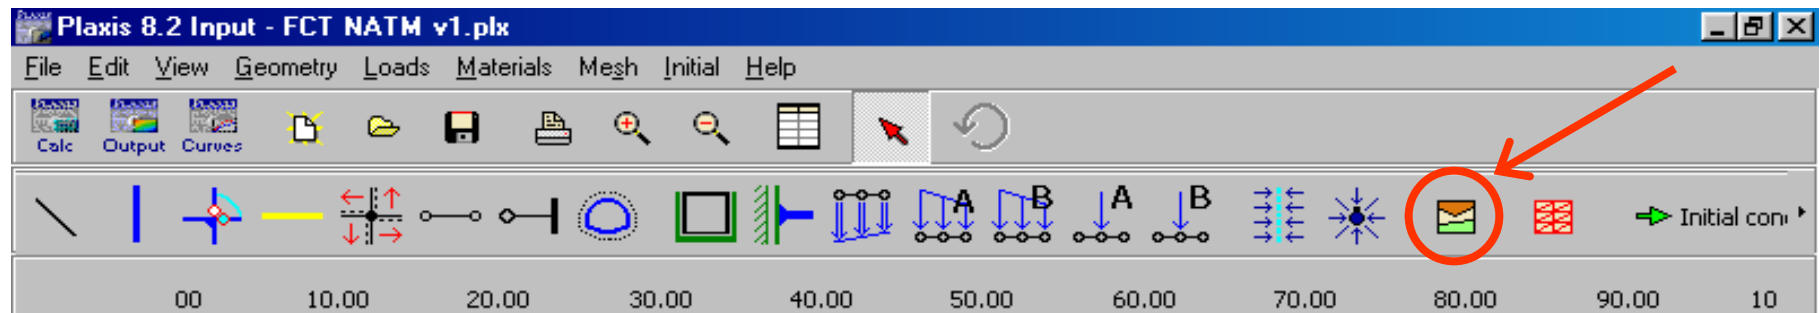 Plaxis 8.2 Input - FCT NATM v1.plx
File Edit View Geometry Loads Materials Mesh Initial Help
Calc Output Curves
A B A B Initial con
00 10.00 20.00 30.00 40.00 50.00 60.00 70.00 80.00 90.00 10